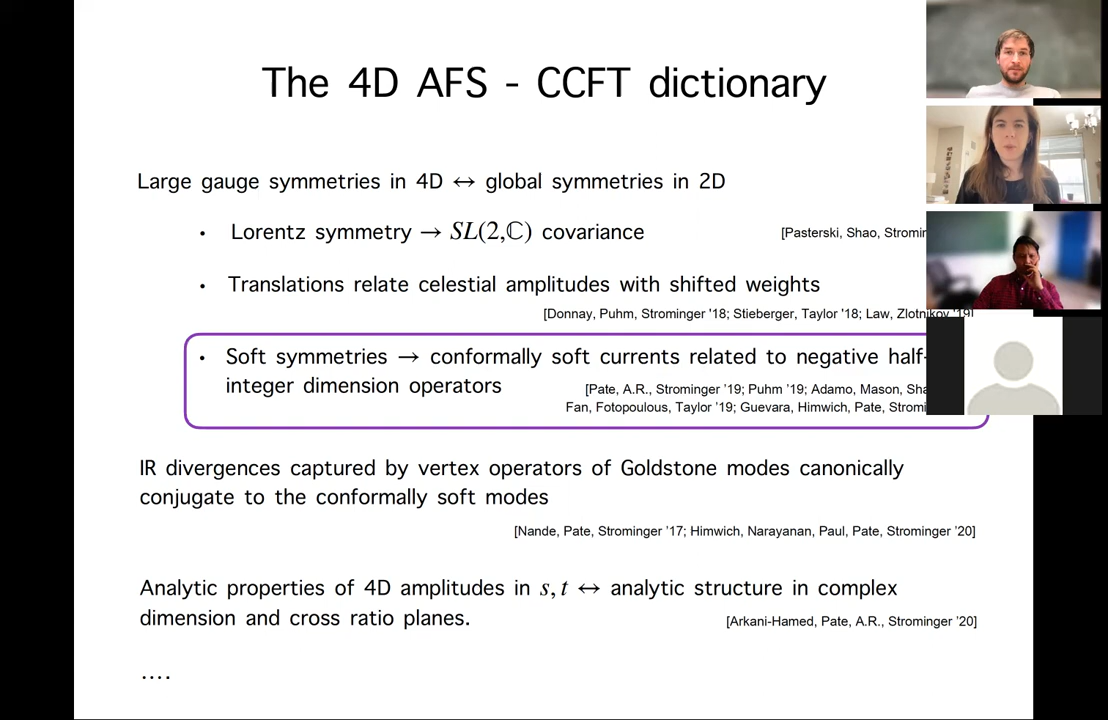 The 4D AFS - CCFT dictionary
Large gauge symmetries in 4D ↔ global symmetries in 2D
• Lorentz symmetry → SL(2,ℂ) covariance
[Pasterski, Shao,
• Translations relate celestial amplitudes with shifted weights
[Donnay, Puhm, Strominger '18; Stieberger, Taylor '18; Law, Zlotnikov '19]
• Soft symmetries → conformally soft currents related to negative half-
integer dimension operators
[Pate, A.R., Strominger '19; Puhm '19; Adamo, Mason,
Fan, Fotopoulous, Taylor '19; Guevara, Himwich, Pate,
IR divergences captured by vertex operators of Goldstone modes canonically
conjugate to the conformally soft modes
[Nande, Pate, Strominger '17; Himwich, Narayanan, Paul, Pate, Strominger '20]
Analytic properties of 4D amplitudes in s, t ↔ analytic structure in complex
dimension and cross ratio planes.
[Arkani-Hamed, Pate, A.R., Strominger '20]
....